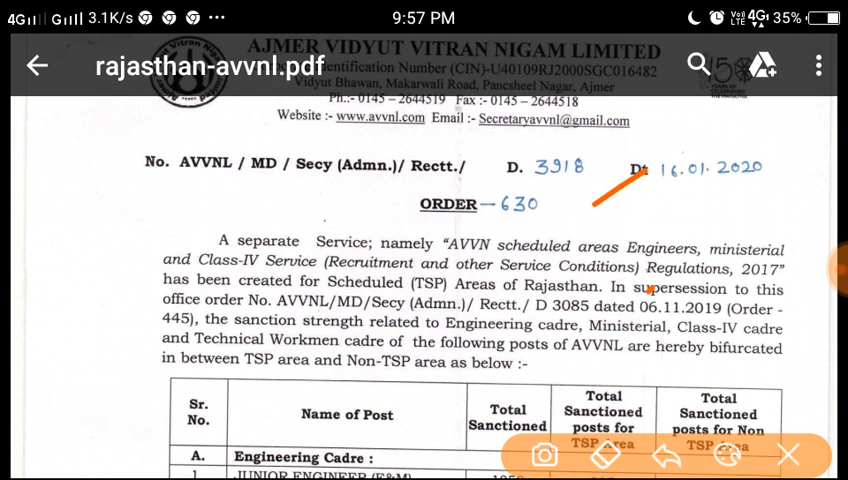 4G 4G 3.1K/s 9:57 PM VoI) LTE 4G 35%
rajasthan-avvnl.pdf
AJMER VIDYUT VITRAN NIGAM LIMITED
Identification Number (CIN)-U40109RJ2000SGC016482
Vidyut Bhawan, Makarwali Road, Pancsheel Nagar, Ajmer
Ph.:- 0145 – 2644519 Fax :- 0145 – 2644518
Website :- www.avvnl.com Email :- Secretaryavvnl@gmail.com
No. AVVNL / MD / Secy (Admn.)/ Rectt./ D. 3918 Dt 16.01.2020
ORDER – 630
A separate Service; namely “AVVN scheduled areas Engineers, ministerial
and Class-IV Service (Recruitment and other Service Conditions) Regulations, 2017”
has been created for Scheduled (TSP) Areas of Rajasthan. In supersession to this
office order No. AVVNL/MD/Secy (Admn.)/ Rectt./ D 3085 dated 06.11.2019 (Order -
445), the sanction strength related to Engineering cadre, Ministerial, Class-IV cadre
and Technical Workmen cadre of the following posts of AVVNL are hereby bifurcated
in between TSP area and Non-TSP area as below :-
Sr. No. Name of Post Total Sanctioned Total Sanctioned posts for TSP Area Total Sanctioned posts for Non TSP Area
A. Engineering Cadre :
1 JUNIOR ENGINEER (E&M)